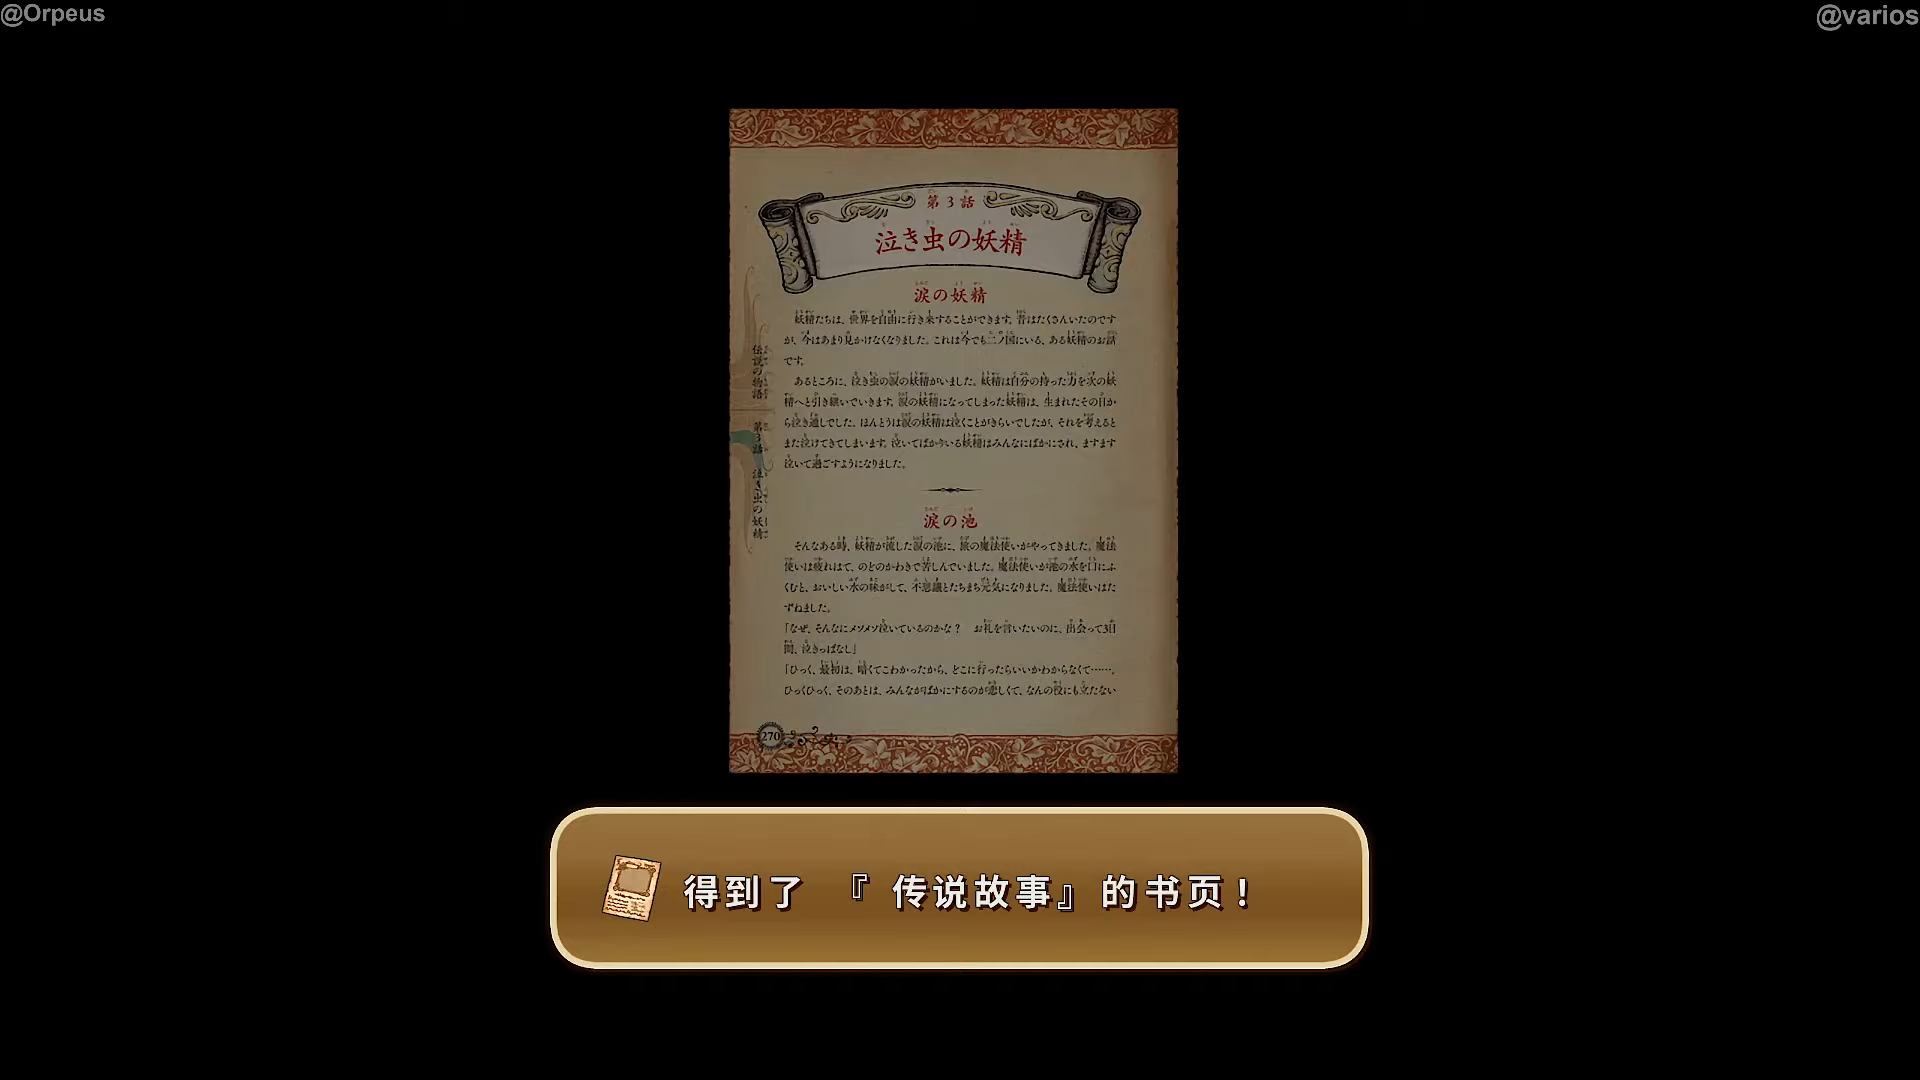 @Orpeus
@varios
第3話
泣き虫の妖精
涙の妖精
妖精たちは、世界を自由に行き来することができます。昔はたくさんいたのです
が、今はあまり見かけなくなりました。これは今でも二ノ国にいる、ある妖精のお話
です。
あるところに、泣き虫の涙の妖精がいました。妖精は自分の持った力を次の妖
精へと引き継いでいきます。涙の妖精になってしまった妖精は、生まれたその日か
ら泣き通しでした。ほんとうは涙の妖精は泣くことがきらいでしたが、それを考えると
また泣けてきてしまいます。泣いてばかりいる妖精はみんなにばかにされ、ますます
泣いて過ごすようになりました。
涙の池
そんなある時、妖精が流した涙の池に、旅の魔法使いがやってきました。魔法
使いは疲れはて、のどのかわきで苦しんでいました。魔法使いが池の水を口にふ
くむと、おいしい水の味がして、不思議とたちまち元気になりました。魔法使いはた
ずねました。
「なぜ、そんなにメソメソ泣いているのかな？　お礼を言いたいのに、出会って3日
間、泣きっぱなし」
「ひっく、最初は、暗くてこわかったから、どこに行ったらいいかわからなくて……。
ひっくひっく、そのあとは、みんながばかにするのが悲しくて、なんの役にも立たない
伝説の物語　第3話　泣き虫の妖精
270
得到了 『 传说故事』 的书页！